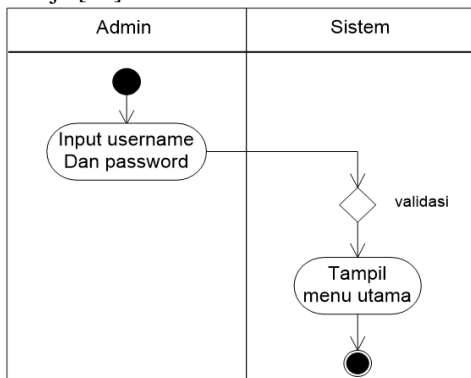 Admin
Sistem
Input username
Dan password
validasi
Tampil
menu utama